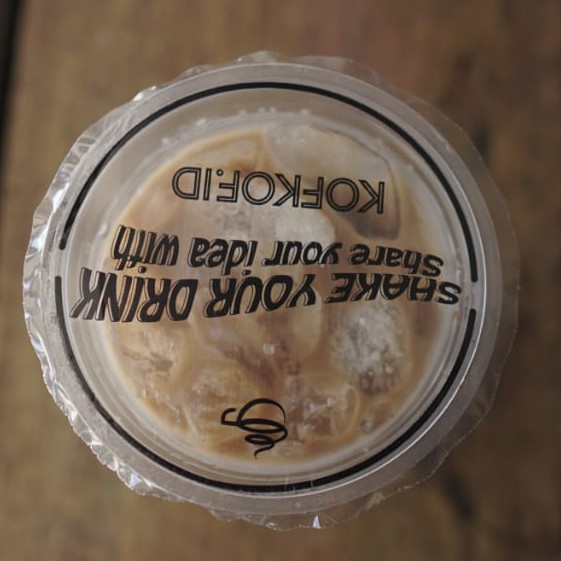 SHAKE YOUR DRINK
Share your idea with
KOFKOF.ID